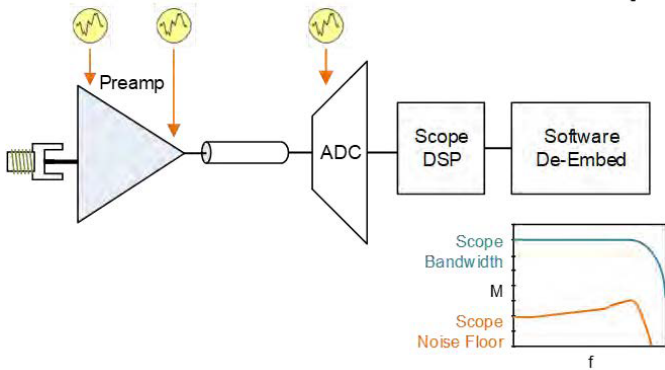 Preamp
ADC
Scope
DSP
Software
De-Embed
Scope
Bandwidth
M
Scope
Noise Floor
f